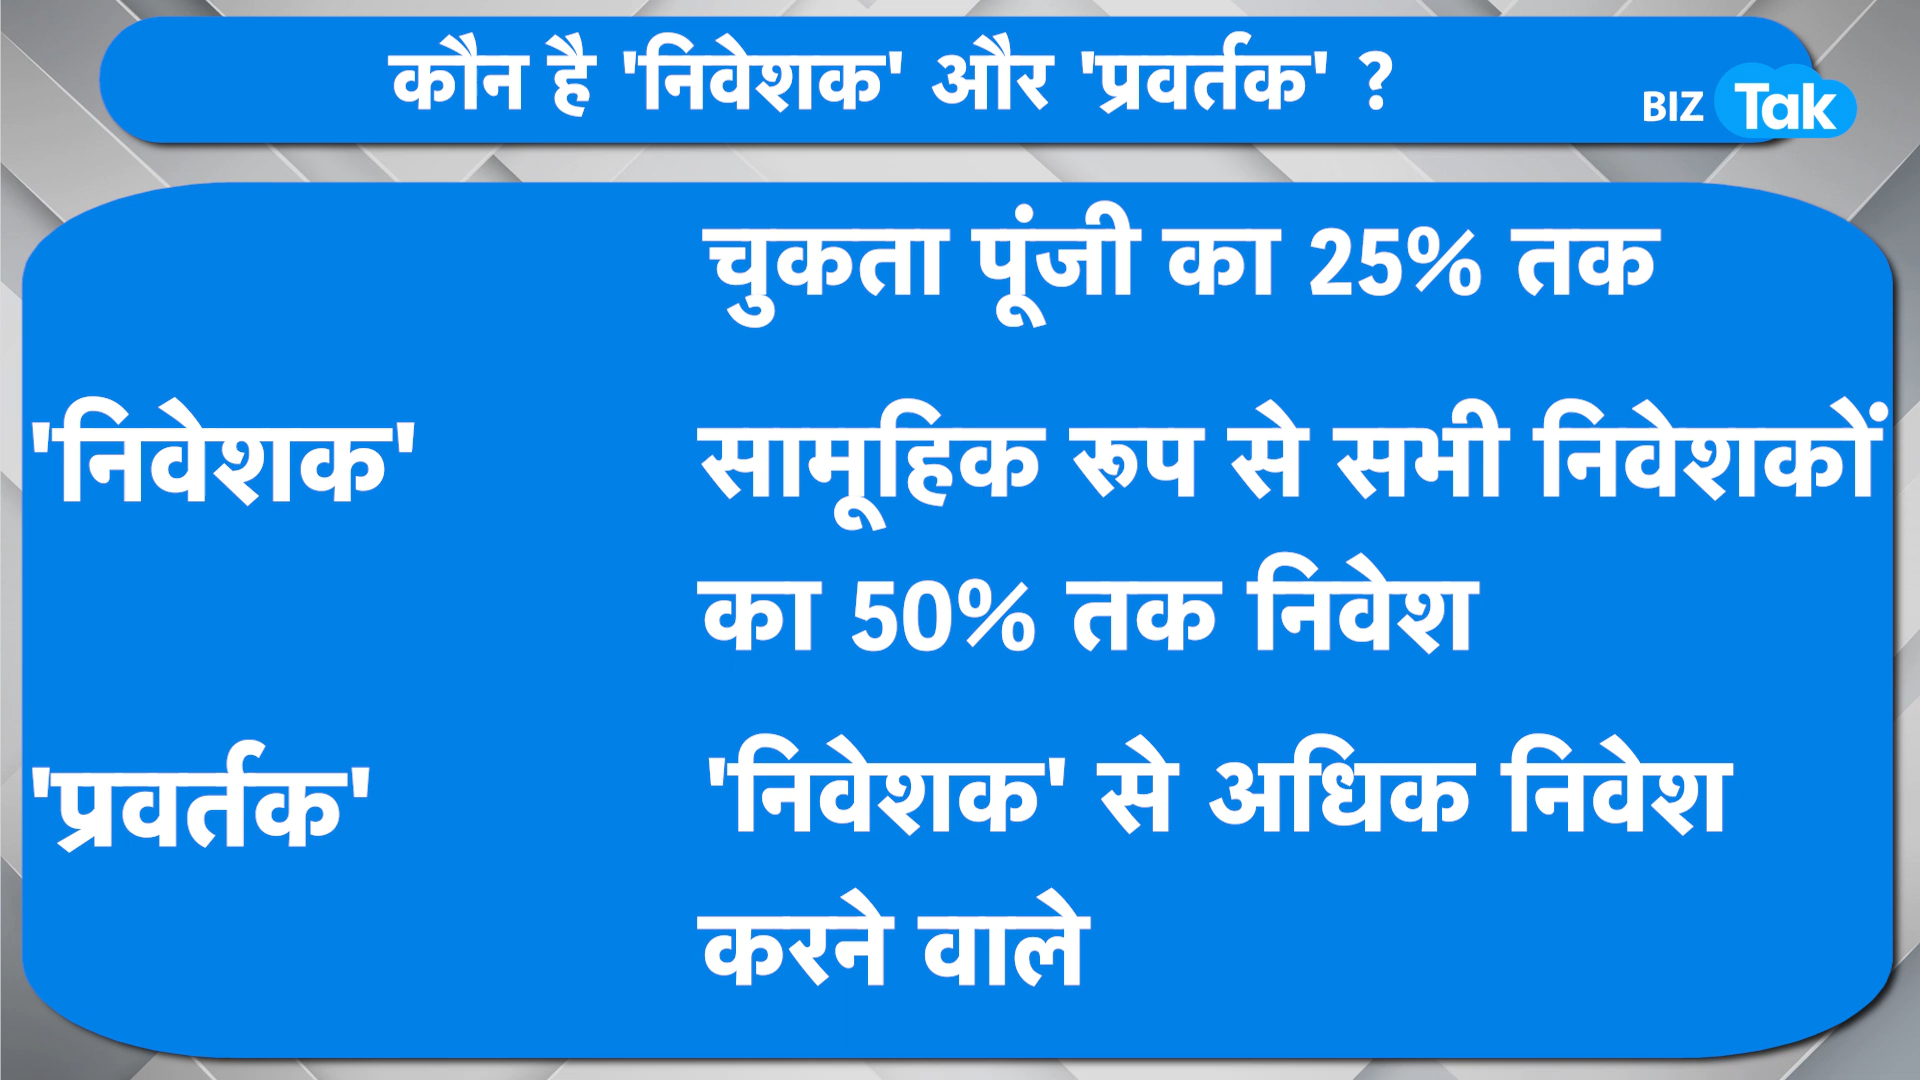 कौन है 'निवेशक' और 'प्रवर्तक' ?
BIZ Tak
चुकता पूंजी का 25% तक
'निवेशक'
सामूहिक रूप से सभी निवेशकों
का 50% तक निवेश
'प्रवर्तक'
'निवेशक' से अधिक निवेश
करने वाले